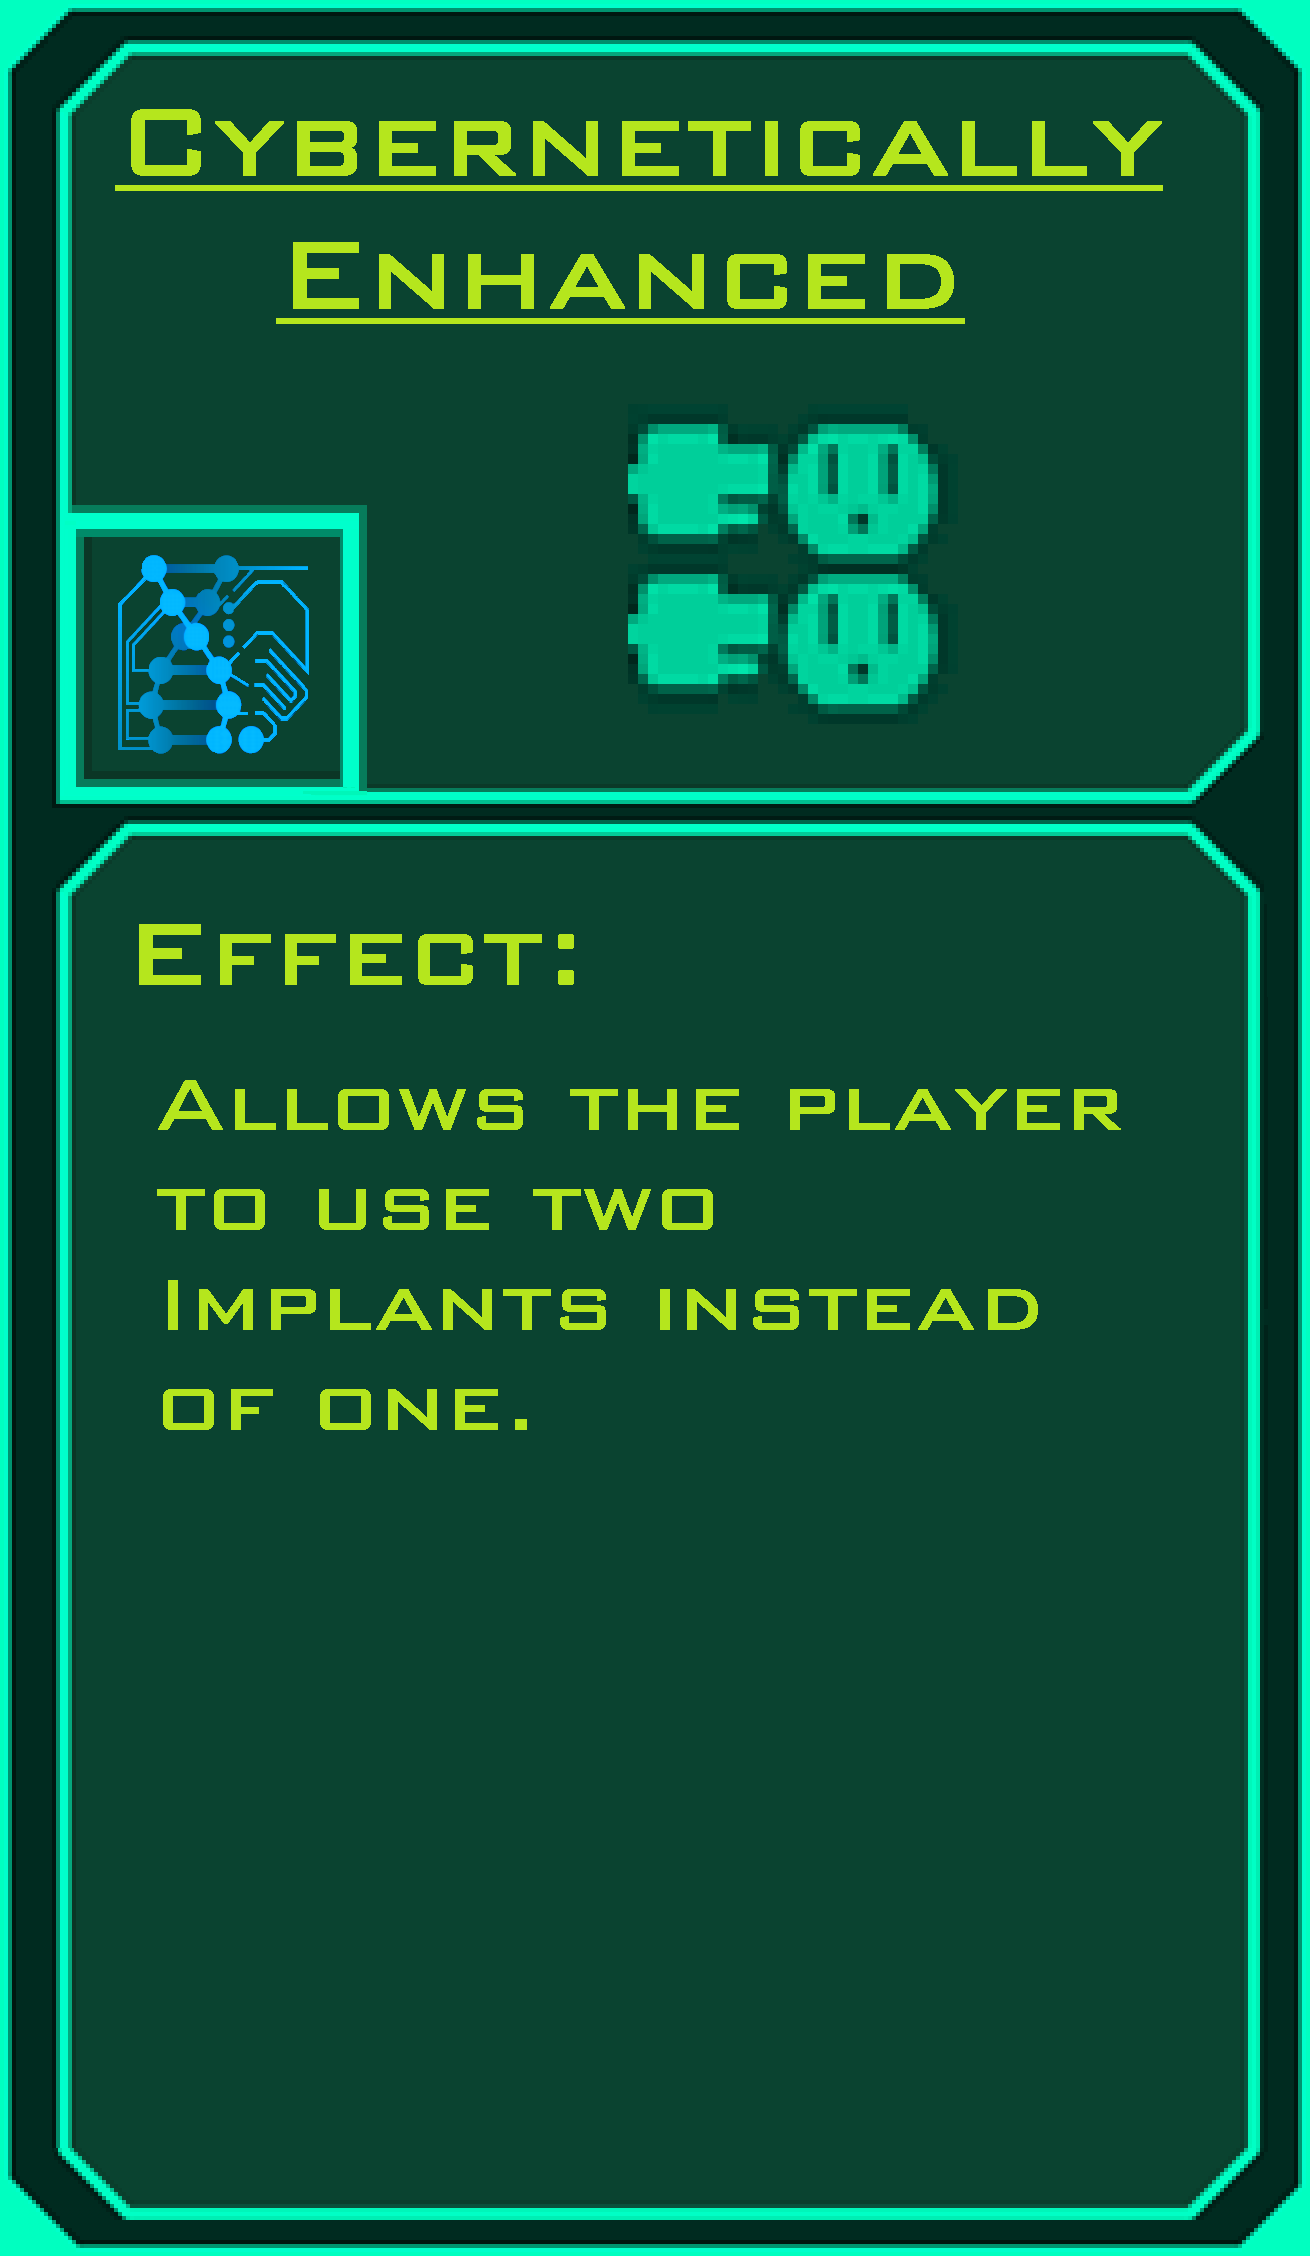 Cybernetically
Enhanced
Effect:
Allows the player
to use two
Implants instead
of one.